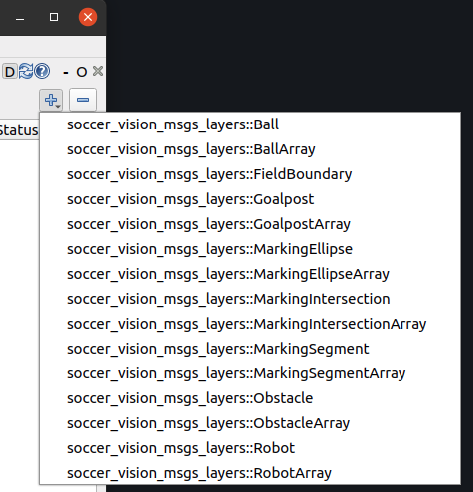 D - O
Status
soccer_vision_msgs_layers::Ball
soccer_vision_msgs_layers::BallArray
soccer_vision_msgs_layers::FieldBoundary
soccer_vision_msgs_layers::Goalpost
soccer_vision_msgs_layers::GoalpostArray
soccer_vision_msgs_layers::MarkingEllipse
soccer_vision_msgs_layers::MarkingEllipseArray
soccer_vision_msgs_layers::MarkingIntersection
soccer_vision_msgs_layers::MarkingIntersectionArray
soccer_vision_msgs_layers::MarkingSegment
soccer_vision_msgs_layers::MarkingSegmentArray
soccer_vision_msgs_layers::Obstacle
soccer_vision_msgs_layers::ObstacleArray
soccer_vision_msgs_layers::Robot
soccer_vision_msgs_layers::RobotArray